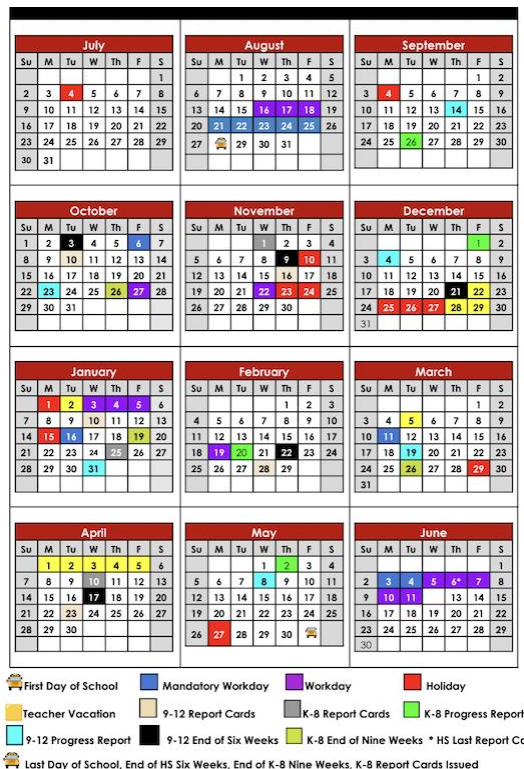 July
Su M Tu W Th F S
1
2 3 4 5 6 7 8
9 10 11 12 13 14 15
16 17 18 19 20 21 22
23 24 25 26 27 28 29
30 31
August
Su M Tu W Th F S
1 2 3 4 5
6 7 8 9 10 11 12
13 14 15 16 17 18 19
20 21 22 23 24 25 26
27 29 30 31
September
Su M Tu W Th F S
1 2
3 4 5 6 7 8 9
10 11 12 13 14 15 16
17 18 19 20 21 22 23
24 25 26 27 28 29 30
October
Su M Tu W Th F S
1 2 3 4 5 6 7
8 9 10 11 12 13 14
15 16 17 18 19 20 21
22 23 24 25 26 27 28
29 30 31
November
Su M Tu W Th F S
1 2 3 4
5 6 7 8 9 10 11
12 13 14 15 16 17 18
19 20 21 22 23 24 25
26 27 28 29 30
December
Su M Tu W Th F S
1 2
3 4 5 6 7 8 9
10 11 12 13 14 15 16
17 18 19 20 21 22 23
24 25 26 27 28 29 30
31
January
Su M Tu W Th F S
1 2 3 4 5 6
7 8 9 10 11 12 13
14 15 16 17 18 19 20
21 22 23 24 25 26 27
28 29 30 31
February
Su M Tu W Th F S
1 2 3
4 5 6 7 8 9 10
11 12 13 14 15 16 17
18 19 20 21 22 23 24
25 26 27 28 29
March
Su M Tu W Th F S
1 2
3 4 5 6 7 8 9
10 11 12 13 14 15 16
17 18 19 20 21 22 23
24 25 26 27 28 29 30
31
April
Su M Tu W Th F S
1 2 3 4 5 6
7 8 9 10 11 12 13
14 15 16 17 18 19 20
21 22 23 24 25 26 27
28 29 30
May
Su M Tu W Th F S
1 2 3 4
5 6 7 8 9 10 11
12 13 14 15 16 17 18
19 20 21 22 23 24 25
26 27 28 29 30
June
Su M Tu W Th F S
1
2 3 4 5 6* 7 8
9 10 11 13 14 15
16 17 18 19 20 21 22
23 24 25 26 27 28 29
30
First Day of School Mandatory Workday Workday Holiday
Teacher Vacation 9-12 Report Cards K-8 Report Cards K-8 Progress Report
9-12 Progress Report 9-12 End of Six Weeks K-8 End of Nine Weeks * HS Last Report
Last Day of School, End of HS Six Weeks, End of K-8 Nine Weeks, K-8 Report Cards Issued